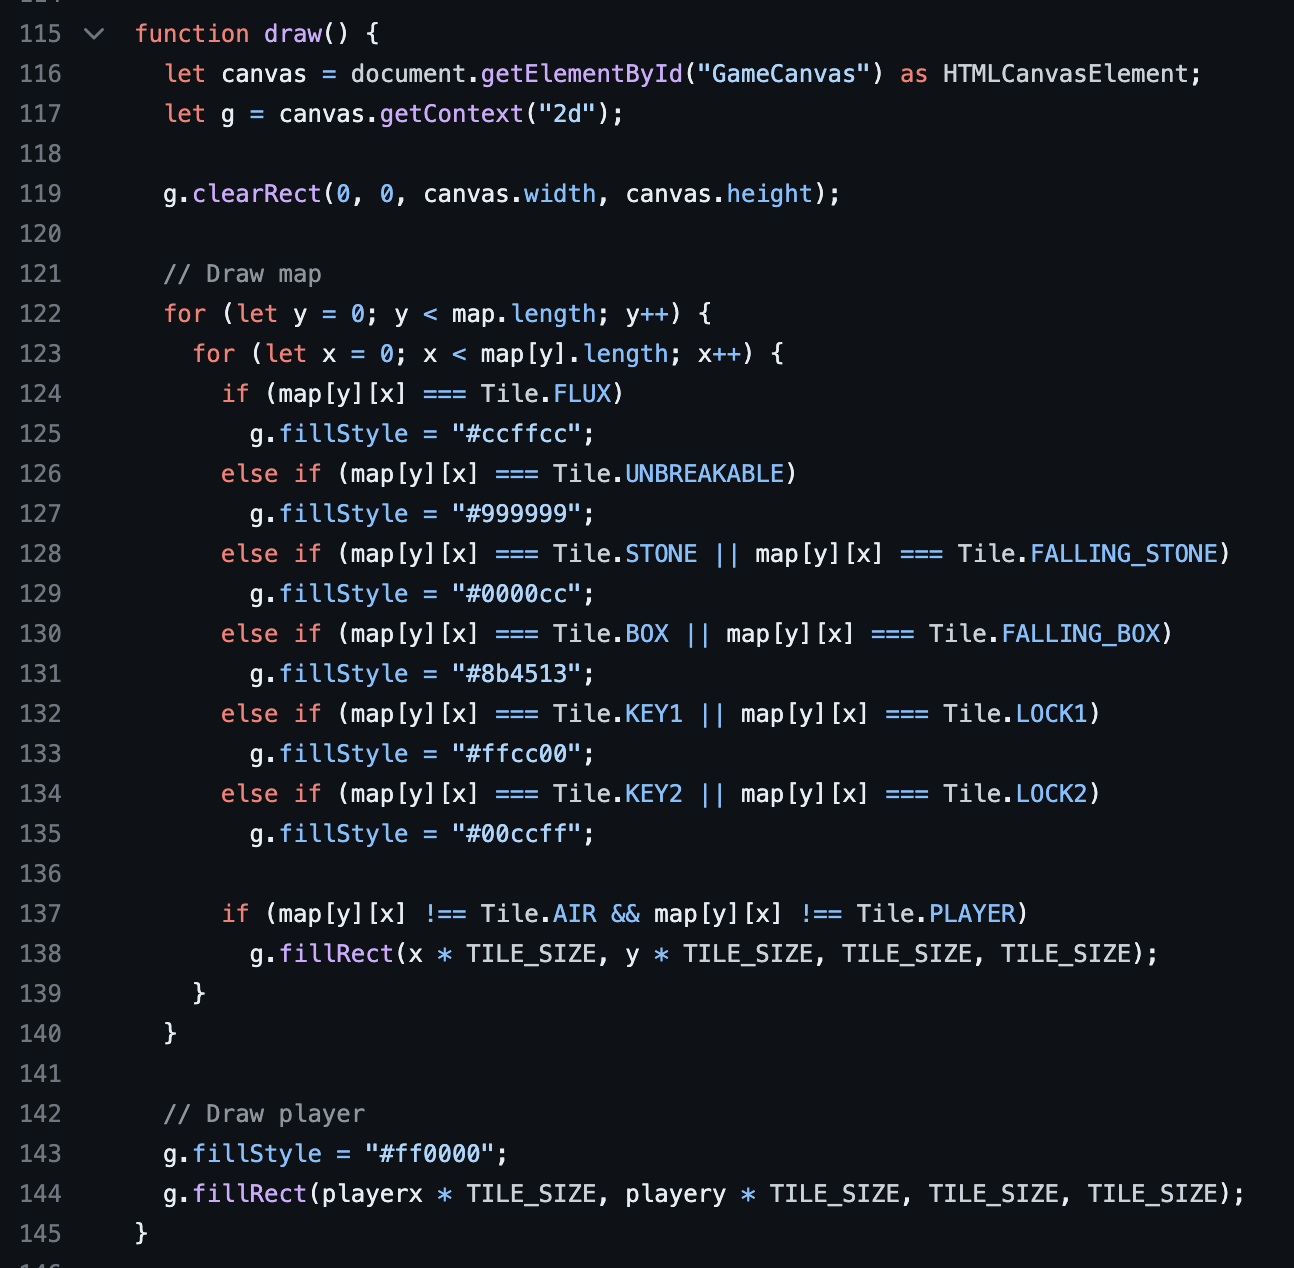 115 function draw() {
116 let canvas = document.getElementById("GameCanvas") as HTMLCanvasElement;
117 let g = canvas.getContext("2d");
118
119 g.clearRect(0, 0, canvas.width, canvas.height);
120
121 // Draw map
122 for (let y = 0; y < map.length; y++) {
123 for (let x = 0; x < map[y].length; x++) {
124 if (map[y][x] === Tile.FLUX)
125 g.fillStyle = "#ccffcc";
126 else if (map[y][x] === Tile.UNBREAKABLE)
127 g.fillStyle = "#999999";
128 else if (map[y][x] === Tile.STONE || map[y][x] === Tile.FALLING_STONE)
129 g.fillStyle = "#0000cc";
130 else if (map[y][x] === Tile.BOX || map[y][x] === Tile.FALLING_BOX)
131 g.fillStyle = "#8b4513";
132 else if (map[y][x] === Tile.KEY1 || map[y][x] === Tile.LOCK1)
133 g.fillStyle = "#ffcc00";
134 else if (map[y][x] === Tile.KEY2 || map[y][x] === Tile.LOCK2)
135 g.fillStyle = "#00ccff";
136
137 if (map[y][x] !== Tile.AIR && map[y][x] !== Tile.PLAYER)
138 g.fillRect(x * TILE_SIZE, y * TILE_SIZE, TILE_SIZE, TILE_SIZE);
139 }
140 }
141
142 // Draw player
143 g.fillStyle = "#ff0000";
144 g.fillRect(playerx * TILE_SIZE, playery * TILE_SIZE, TILE_SIZE, TILE_SIZE);
145 }